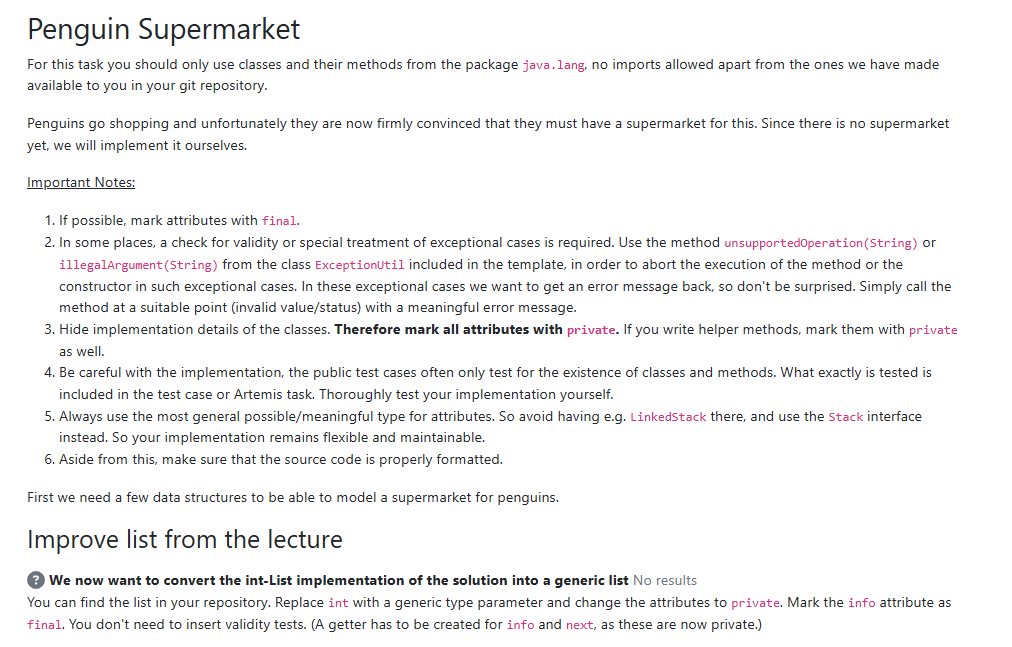 Penguin Supermarket
For this task you should only use classes and their methods from the package java.lang, no imports allowed apart from the ones we have made
available to you in your git repository.
Penguins go shopping and unfortunately they are now firmly convinced that they must have a supermarket for this. Since there is no supermarket
yet, we will implement it ourselves.
Important Notes:
1. If possible, mark attributes with final.
2. In some places, a check for validity or special treatment of exceptional cases is required. Use the method unsupportedOperation(String) or
illegalArgument(String) from the class ExceptionUtil included in the template, in order to abort the execution of the method or the
constructor in such exceptional cases. In these exceptional cases we want to get an error message back, so don't be surprised. Simply call the
method at a suitable point (invalid value/status) with a meaningful error message.
3. Hide implementation details of the classes. Therefore mark all attributes with private. If you write helper methods, mark them with private
as well.
4. Be careful with the implementation, the public test cases often only test for the existence of classes and methods. What exactly is tested is
included in the test case or Artemis task. Thoroughly test your implementation yourself.
5. Always use the most general possible/meaningful type for attributes. So avoid having e.g. LinkedStack there, and use the Stack interface
instead. So your implementation remains flexible and maintainable.
6. Aside from this, make sure that the source code is properly formatted.
First we need a few data structures to be able to model a supermarket for penguins.
Improve list from the lecture
? We now want to convert the int-List implementation of the solution into a generic list No results
You can find the list in your repository. Replace int with a generic type parameter and change the attributes to private. Mark the info attribute as
final. You don't need to insert validity tests. (A getter has to be created for info and next, as these are now private.)